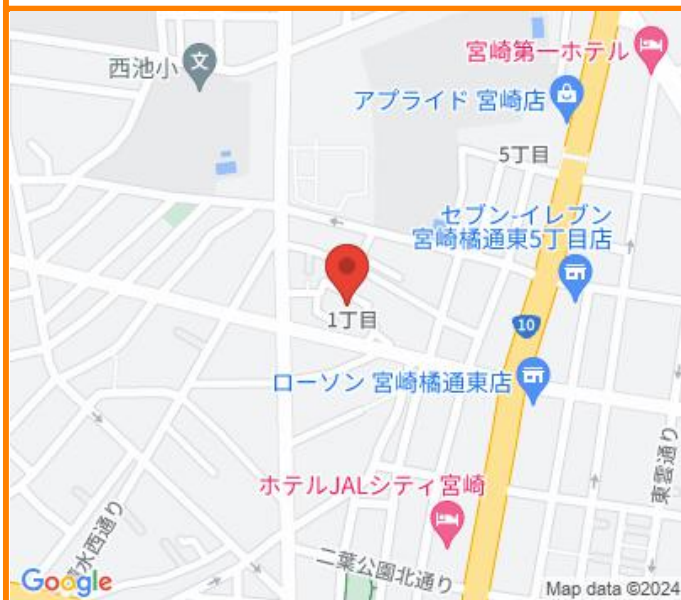 宮崎第一ホテル
西池小
文
アプライド 宮崎店
5丁目
セブン-イレブン
宮崎橘通東5丁目店
1丁目
10
ローソン 宮崎橘通東店
ホテルJALシティ宮崎
東雲通り
水西通り
二葉公園北通り
Google
Map data ©2024